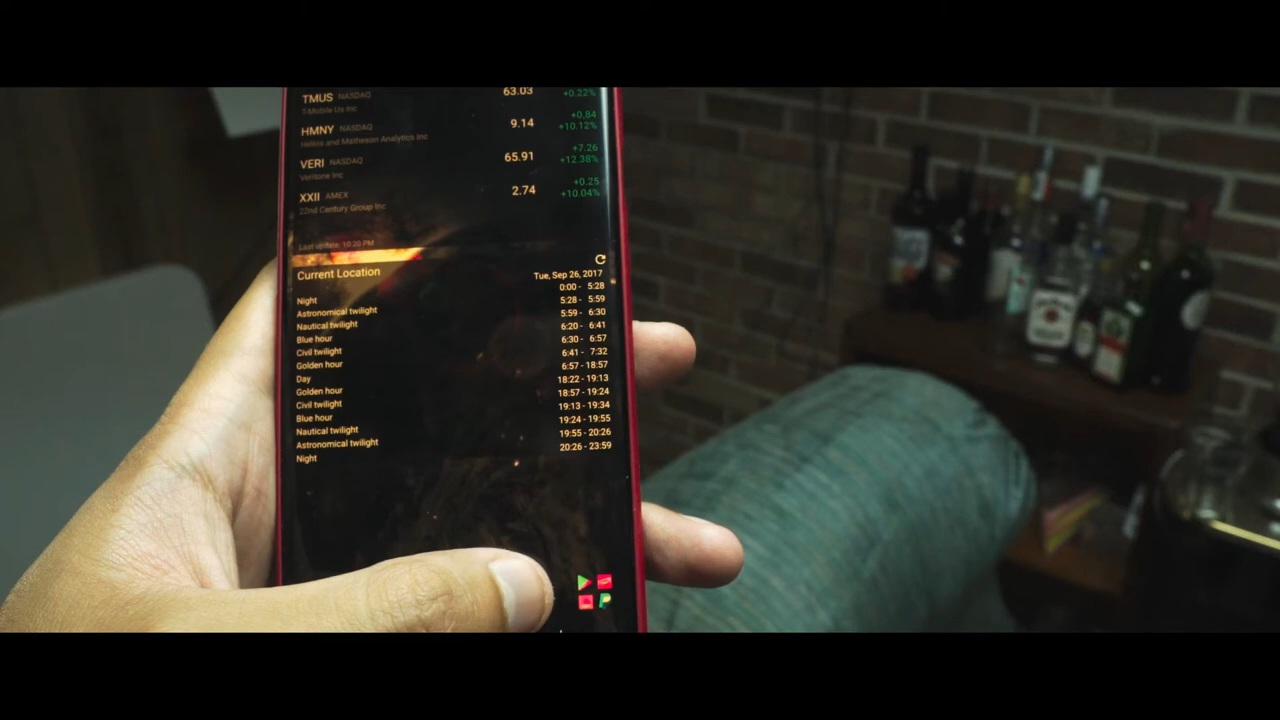 TMUS NASDAQ 63.03 +0.22%
T-Mobile Us Inc
HMNY NASDAQ 9.14 +0.84 +10.12%
Helios and Matheson Analytics Inc
VERI NASDAQ 65.91 +7.26 +12.38%
Veritone Inc
XXII AMEX 2.74 +0.25 +10.04%
22nd Century Group Inc
Last update: 10:20 PM
Current Location Tue, Sep 26, 2017
Night 0:00 - 5:28
Astronomical twilight 5:28 - 5:59
Nautical twilight 5:59 - 6:30
Blue hour 6:20 - 6:41
Civil twilight 6:30 - 6:57
Golden hour 6:41 - 7:32
Day 6:57 - 18:57
Golden hour 18:22 - 19:13
Civil twilight 18:57 - 19:24
Blue hour 19:13 - 19:34
Nautical twilight 19:24 - 19:55
Astronomical twilight 19:55 - 20:26
Night 20:26 - 23:59